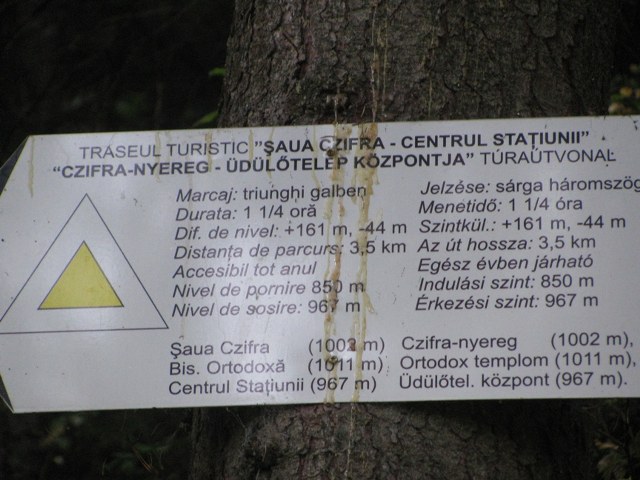 TRASEUL TURISTIC "ŞAUA CZIFRA - CENTRUL STAŢIUNII"
"CZIFRA-NYEREG - ÜDÜLŐTELEP KÖZPONTJA" TÚRAÚTVONAL
Marcaj: triunghi galben
Durata: 1 1/4 oră
Dif. de nivel: +161 m, -44 m
Distanţa de parcurs: 3,5 km
Accesibil tot anul
Nivel de pornire 850 m
Nivel de sosire: 967 m
Şaua Czifra (1002 m)
Bis. Ortodoxă (1011 m)
Centrul Staţiunii (967 m).
Jelzése: sárga háromszög
Menetidő: 1 1/4 óra
Szintkül.: +161 m, -44 m
Az út hossza: 3,5 km
Egész évben járható
Indulási szint: 850 m
Érkezési szint: 967 m
Czifra-nyereg (1002 m),
Ortodox templom (1011 m),
Üdülőtel. központ (967 m).